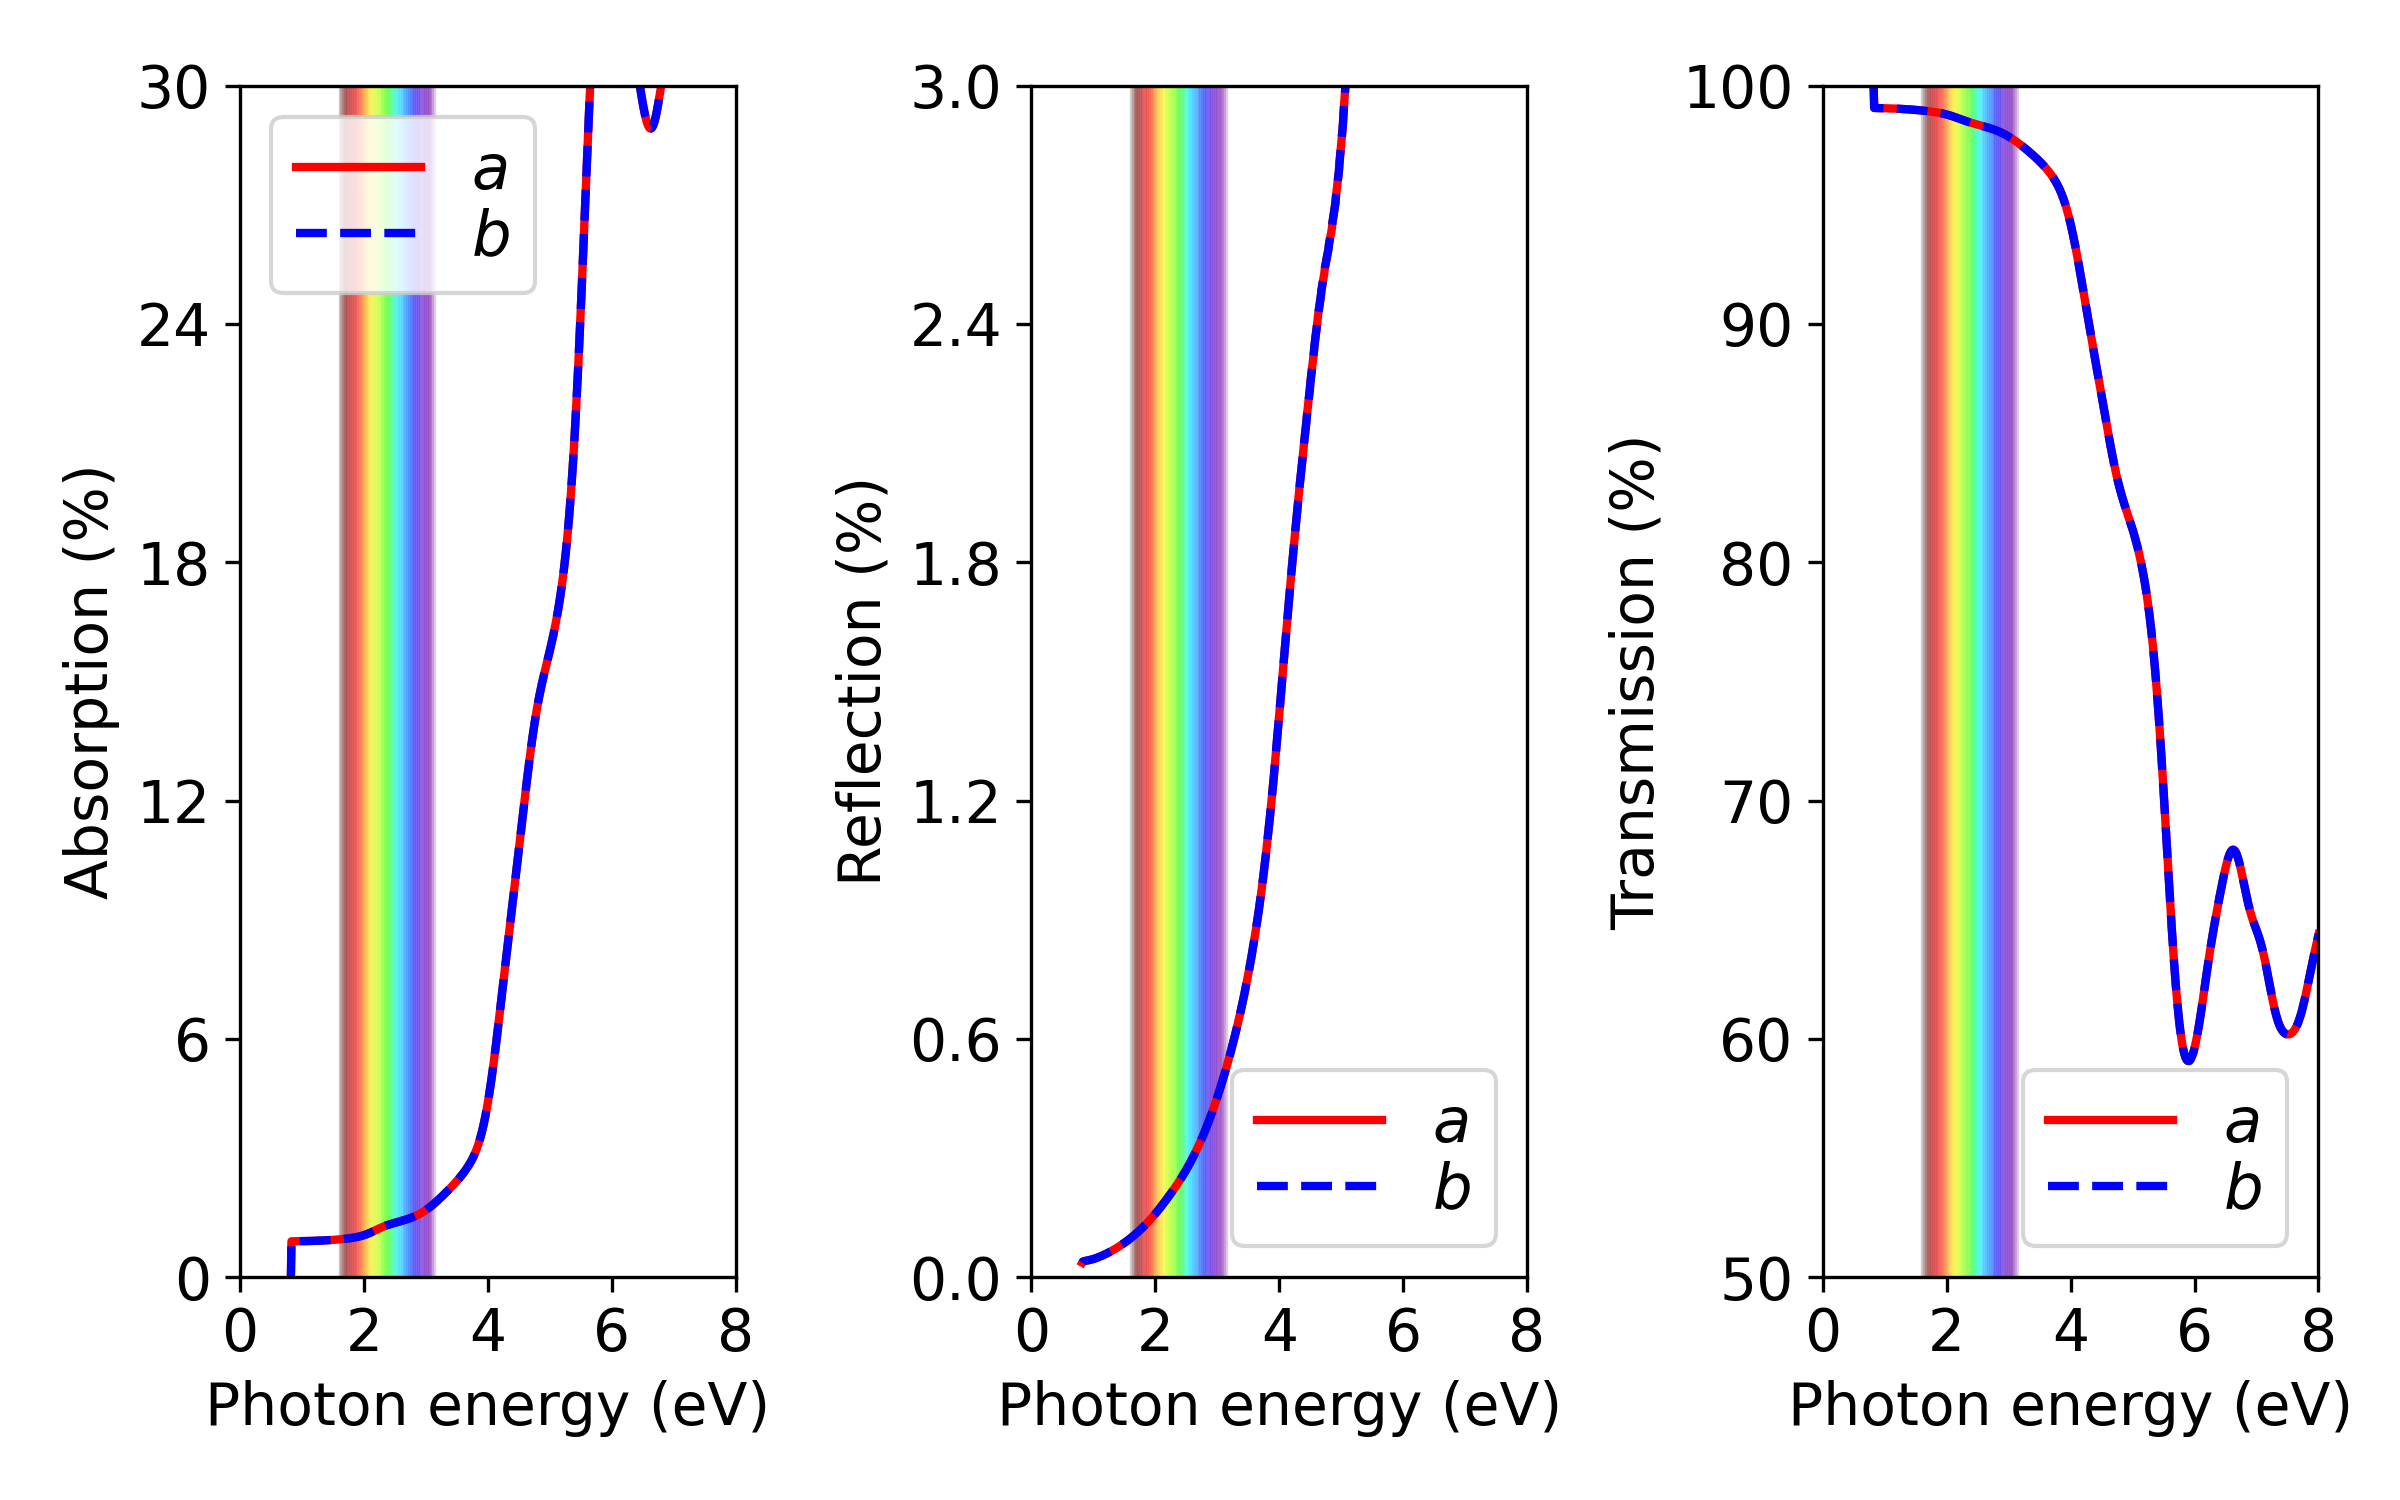 Absorption (%)
30
24
18
12
6
0
a
b
0 2 4 6 8
Photon energy (eV)
Reflection (%)
3.0
2.4
1.8
1.2
0.6
0.0
a
b
0 2 4 6 8
Photon energy (eV)
Transmission (%)
100
90
80
70
60
50
a
b
0 2 4 6 8
Photon energy (eV)